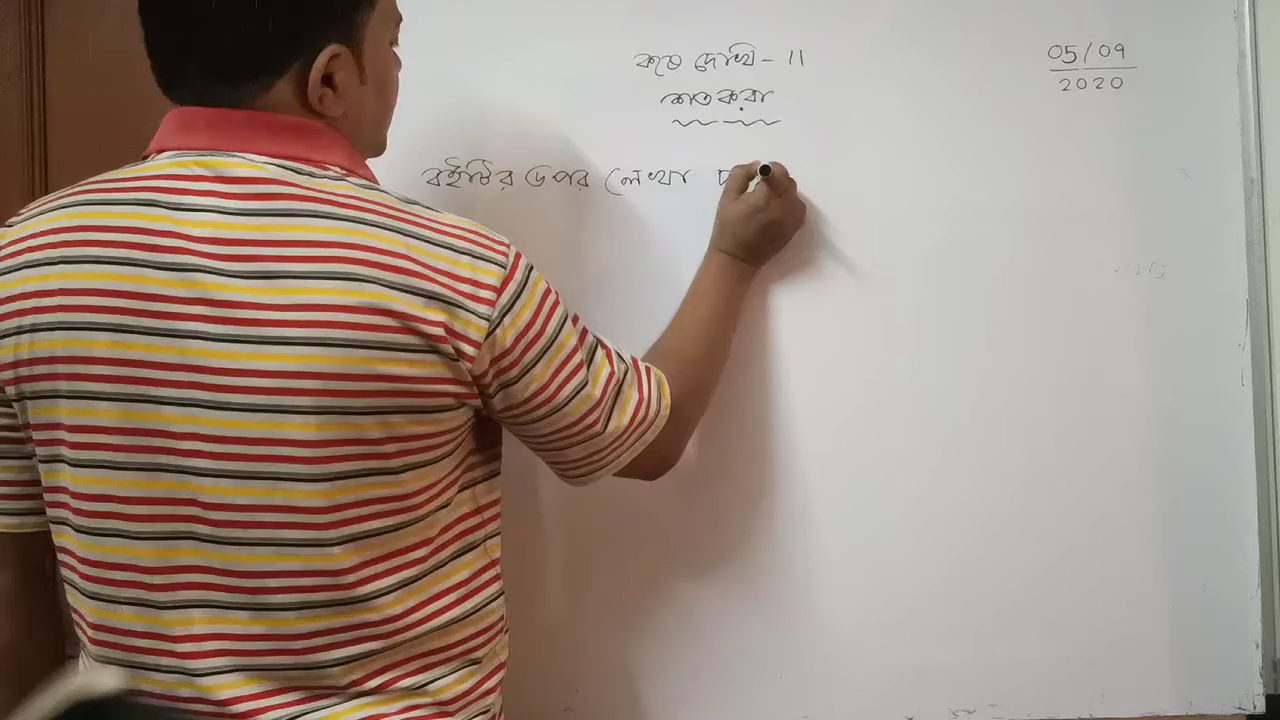 কষে দেখি - 11
05/09
2020
শতকরা
বইটির উপর লেখা